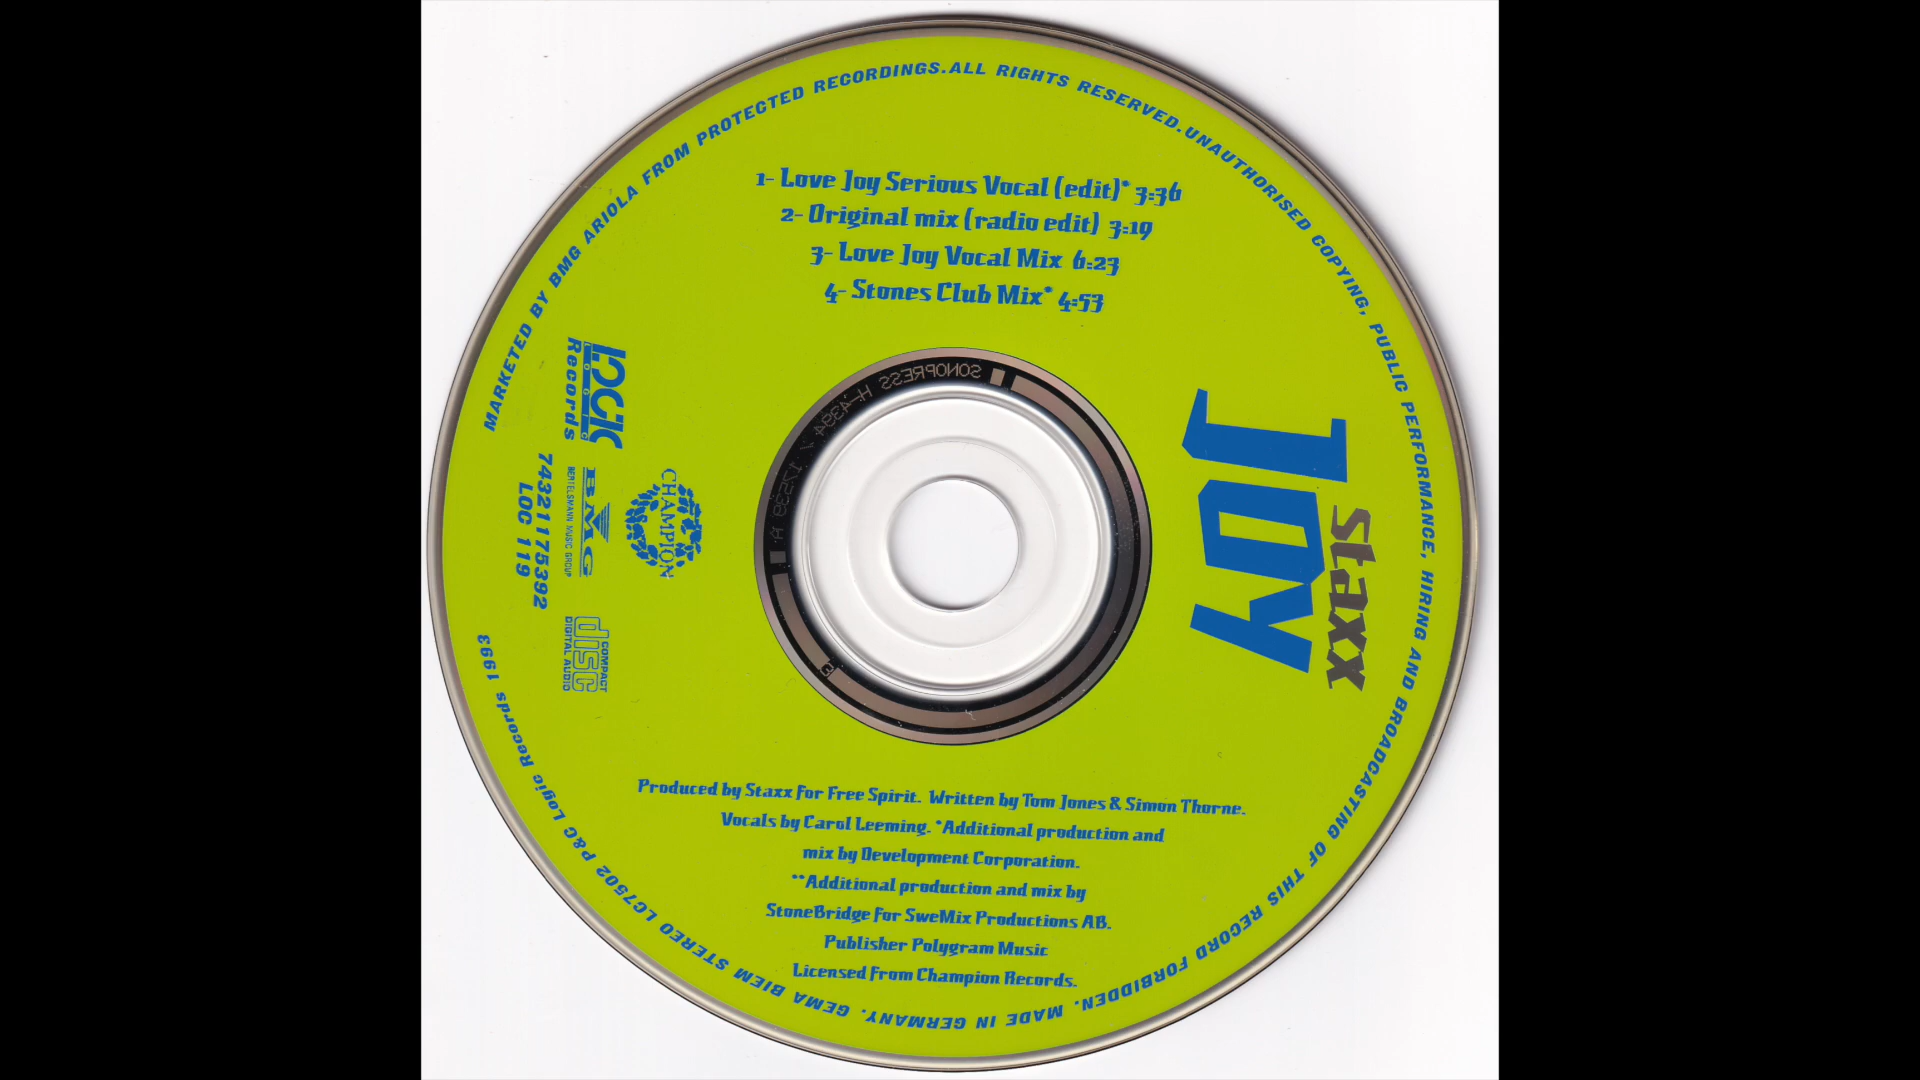 MARKETED BY BMG ARIOLA FROM PROTECTED RECORDINGS.ALL RIGHTS RESERVED.UNAUTHORISED COPYING, PUBLIC PERFORMANCE, HIRING AND BROADCASTING OF THIS RECORD FORBIDDEN. MADE IN GERMANY. GEMA BIEM STEREO LC7502 P&C Logic Records 1993
1- Love Joy Serious Vocal (edit)* 3:36
2- Original mix (radio edit) 3:19
3- Love Joy Vocal Mix 6:23
4- Stones Club Mix* 4:53
LOGIC
Records
BMG
BERTELSMANN MUSIC GROUP
74321175392
LOC 119
CHAMPION
COMPACT
disc
DIGITAL AUDIO
SONOPRESS H-4394 / 17539 A
staxx
JOY
Produced by Staxx For Free Spirit. Written by Tom Jones & Simon Thorne.
Vocals by Carol Leeming. *Additional production and
mix by Development Corporation.
**Additional production and mix by
StoneBridge For SweMix Productions AB.
Publisher Polygram Music
Licensed From Champion Records.